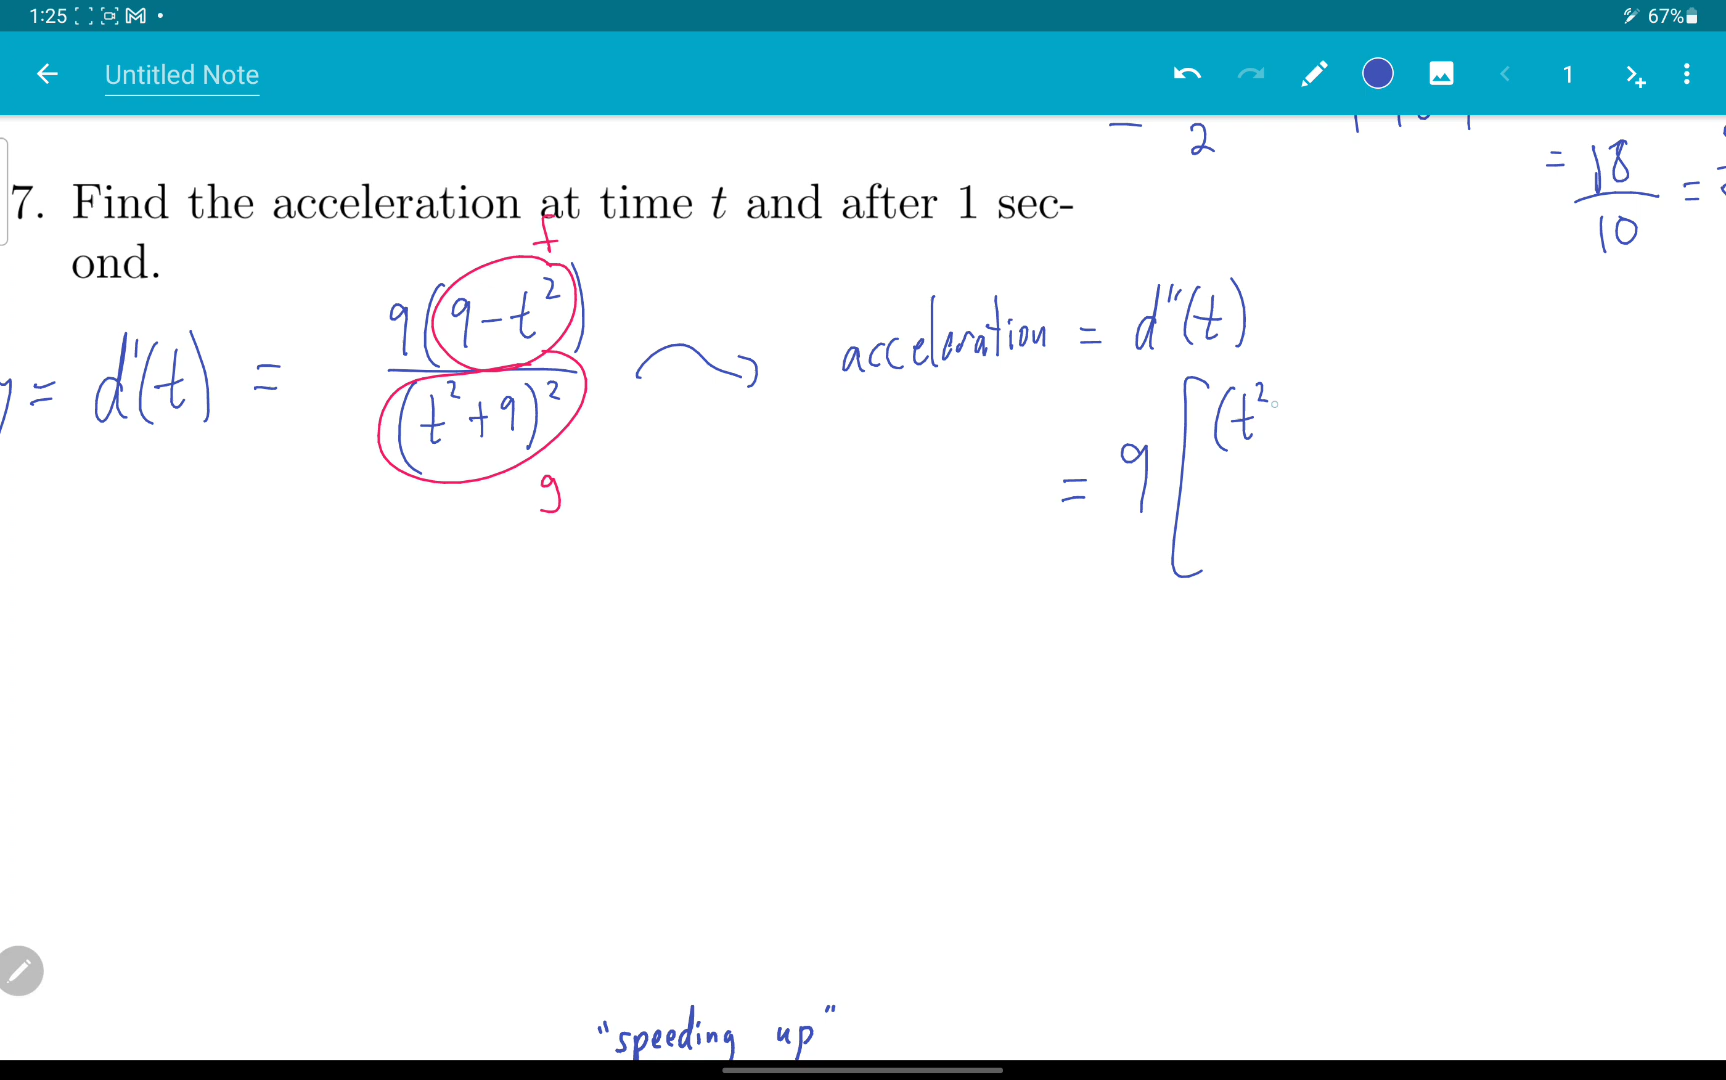 1:25 67%
Untitled Note 1
2
= 18/10 =
7. Find the acceleration at time t and after 1 sec-
ond.
f
= d'(t) = 9(9-t²)/(t²+9)² acceleration = d''(t)
g
= 9[(t²
"speeding up"